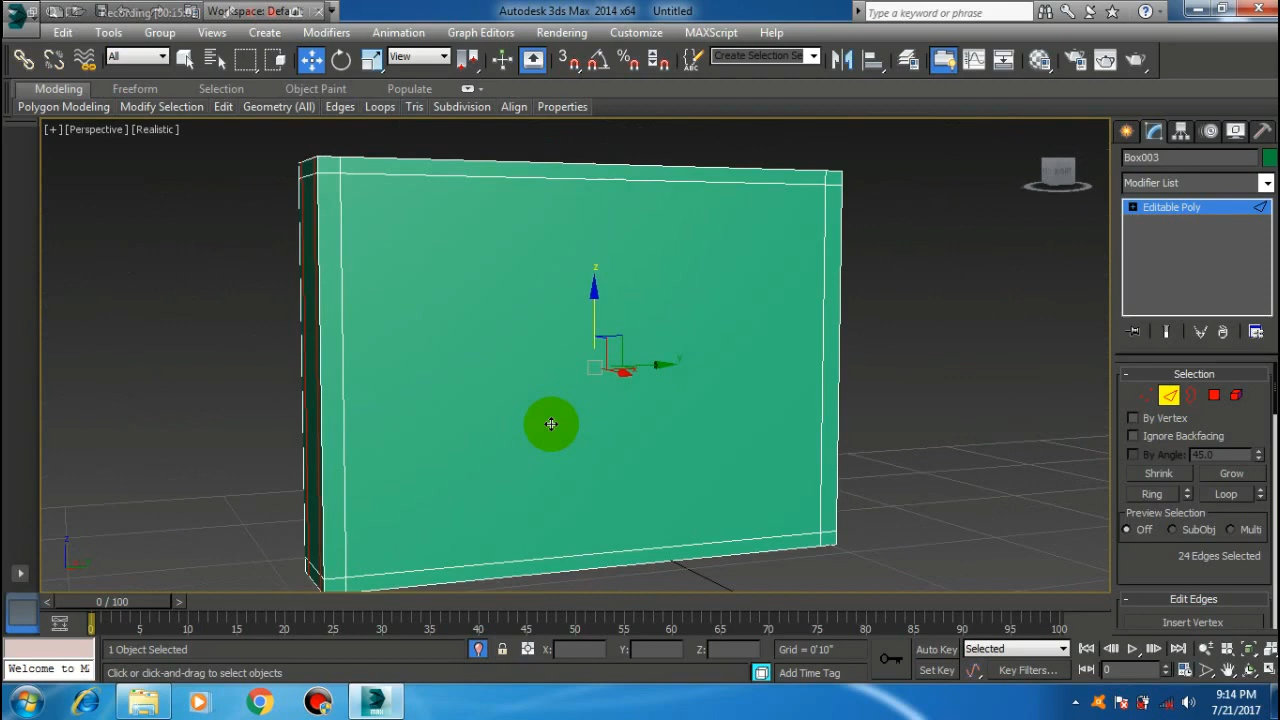 Recording [00:15: Workspace: Default Autodesk 3ds Max 2014 x64 Untitled Type a keyword or phrase
Edit Tools Group Views Create Modifiers Animation Graph Editors Rendering Customize MAXScript Help
All View 3 Create Selection Se
Modeling Freeform Selection Object Paint Populate
Polygon Modeling Modify Selection Edit Geometry (All) Edges Loops Tris Subdivision Align Properties
[+] [Perspective ] [Realistic ]
Box003
Modifier List
Editable Poly
z
y
Selection
By Vertex
Ignore Backfacing
By Angle: 45.0
Shrink Grow
Ring Loop
Preview Selection
Off SubObj Multi
24 Edges Selected
Edit Edges
Insert Vertex
z
< 0 / 100 >
0 5 10 15 20 25 30 35 40 45 50 55 60 65 70 75 80 85 90 95 100
1 Object Selected X: Y: Z: Grid = 0'10" Auto Key Selected
Welcome to M Click or click-and-drag to select objects Add Time Tag Set Key Key Filters... 0
9:14 PM
7/21/2017